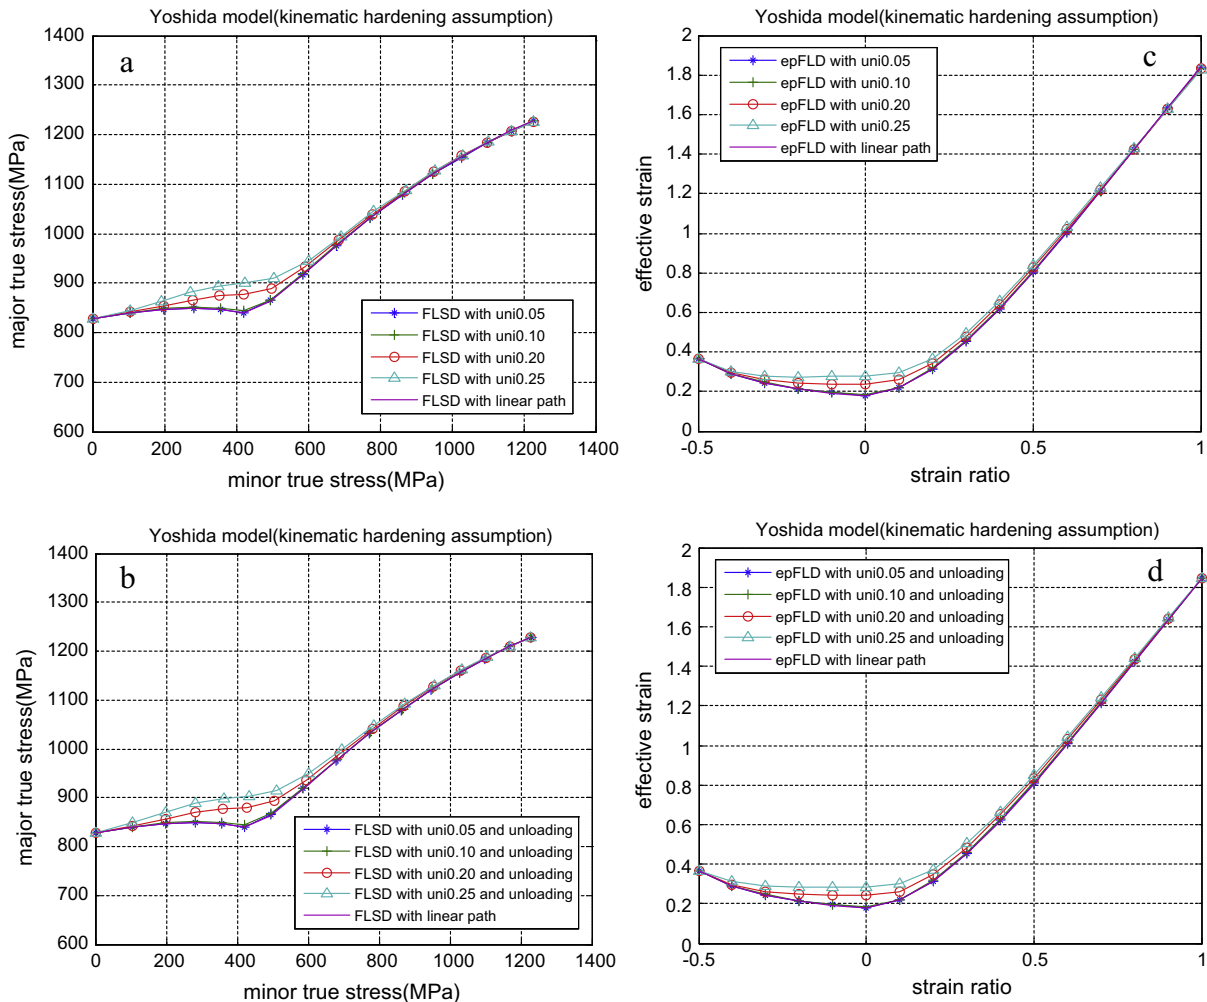 Yoshida model(kinematic hardening assumption)
a
1400
1300
1200
1100
1000
900
800
700
600
0
200
400
600
800
1000
1200
1400
major true stress(MPa)
minor true stress(MPa)
FLSD with uni0.05
FLSD with uni0.10
FLSD with uni0.20
FLSD with uni0.25
FLSD with linear path
Yoshida model(kinematic hardening assumption)
c
2
1.8
1.6
1.4
1.2
1
0.8
0.6
0.4
0.2
0
-0.5
0
0.5
1
effective strain
strain ratio
epFLD with uni0.05
epFLD with uni0.10
epFLD with uni0.20
epFLD with uni0.25
epFLD with linear path
Yoshida model(kinematic hardening assumption)
b
1400
1300
1200
1100
1000
900
800
700
600
0
200
400
600
800
1000
1200
1400
major true stress(MPa)
minor true stress(MPa)
FLSD with uni0.05 and unloading
FLSD with uni0.10 and unloading
FLSD with uni0.20 and unloading
FLSD with uni0.25 and unloading
FLSD with linear path
Yoshida model(kinematic hardening assumption)
d
2
1.8
1.6
1.4
1.2
1
0.8
0.6
0.4
0.2
0
-0.5
0
0.5
1
effective strain
strain ratio
epFLD with uni0.05 and unloading
epFLD with uni0.10 and unloading
epFLD with uni0.20 and unloading
epFLD with uni0.25 and unloading
epFLD with linear path